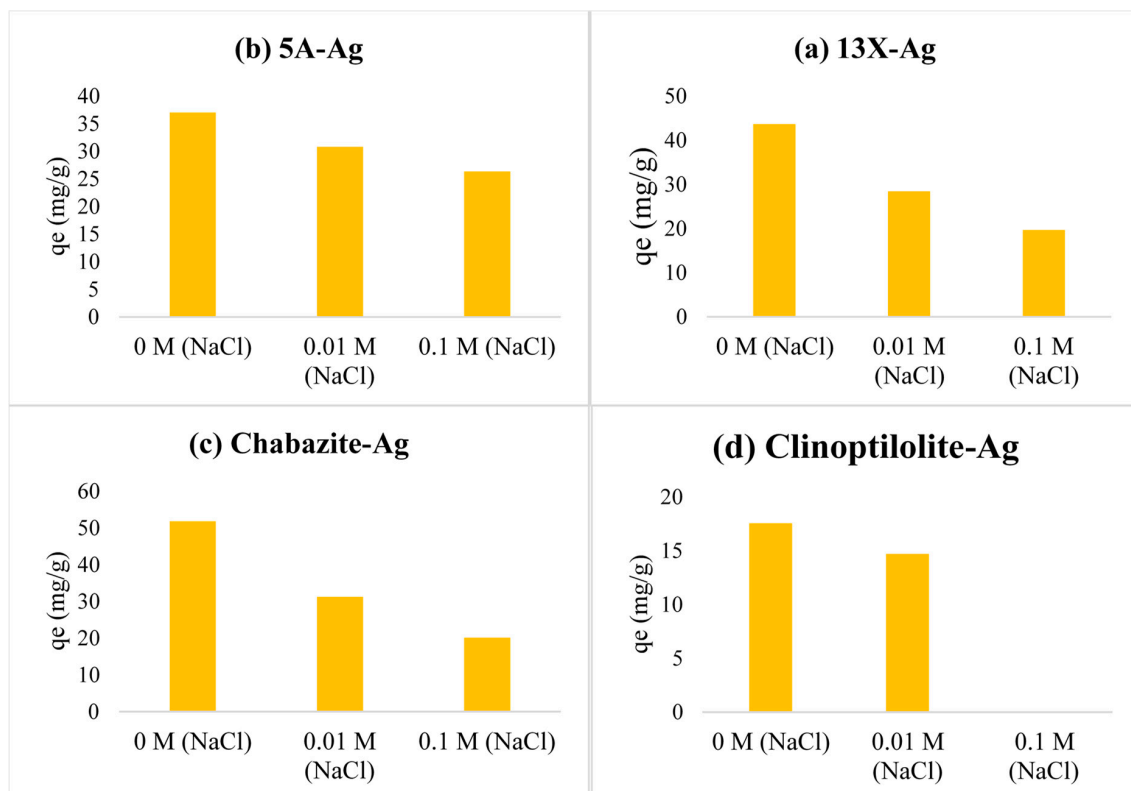 (b) 5A-Ag
40
35
30
25
20
15
10
5
0
qe (mg/g)
0 M (NaCl)
0.01 M
(NaCl)
0.1 M (NaCl)
(a) 13X-Ag
50
40
30
20
10
0
qe (mg/g)
0 M (NaCl)
0.01 M
(NaCl)
0.1 M
(NaCl)
(c) Chabazite-Ag
60
50
40
30
20
10
0
qe (mg/g)
0 M (NaCl)
0.01 M
(NaCl)
0.1 M (NaCl)
(d) Clinoptilolite-Ag
20
15
10
5
0
qe (mg/g)
0 M (NaCl)
0.01 M
(NaCl)
0.1 M
(NaCl)